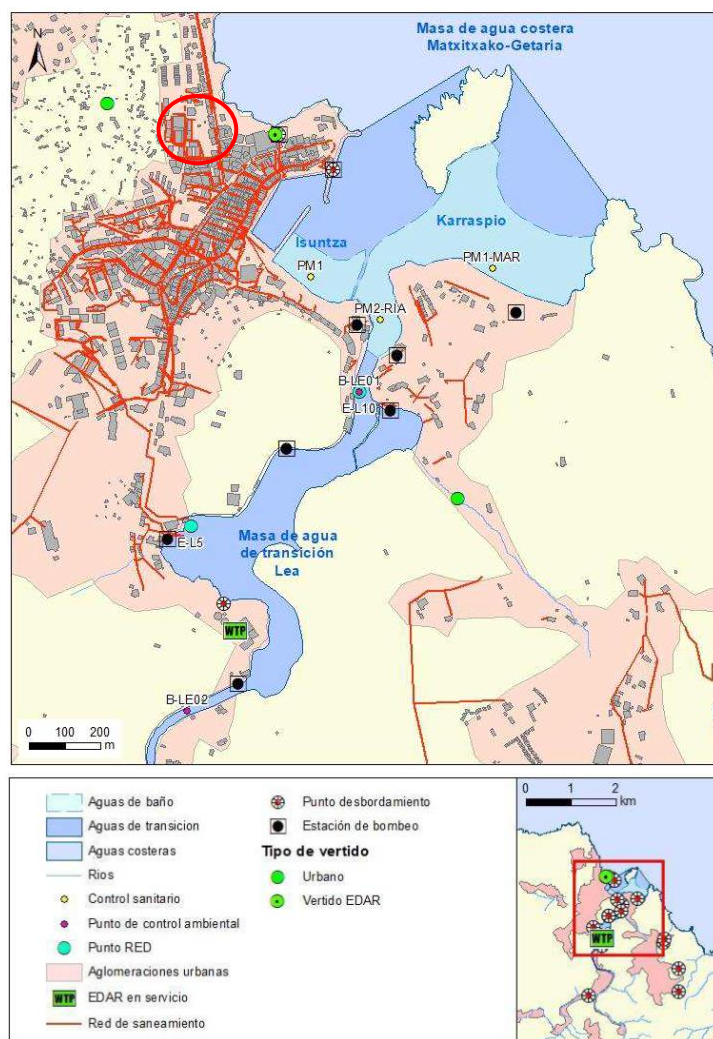 Masa de agua costera
Matxitxako-Getaria
N
Karraspio
Isuntza
PM1-MAR
PM1
PM2-RIA
B-LE01
E-L10
Masa de agua
de transición
Lea
E-L5
WTP
B-LE02
0 100 200
m
Aguas de baño
Aguas de transicion
Aguas costeras
Rios
Control sanitario
Punto de control ambiental
Punto RED
Aglomeraciones urbanas
WTP EDAR en servicio
Red de saneamiento
Punto desbordamiento
Estación de bombeo
Tipo de vertido
Urbano
Vertido EDAR
0 1 2
km
WTP